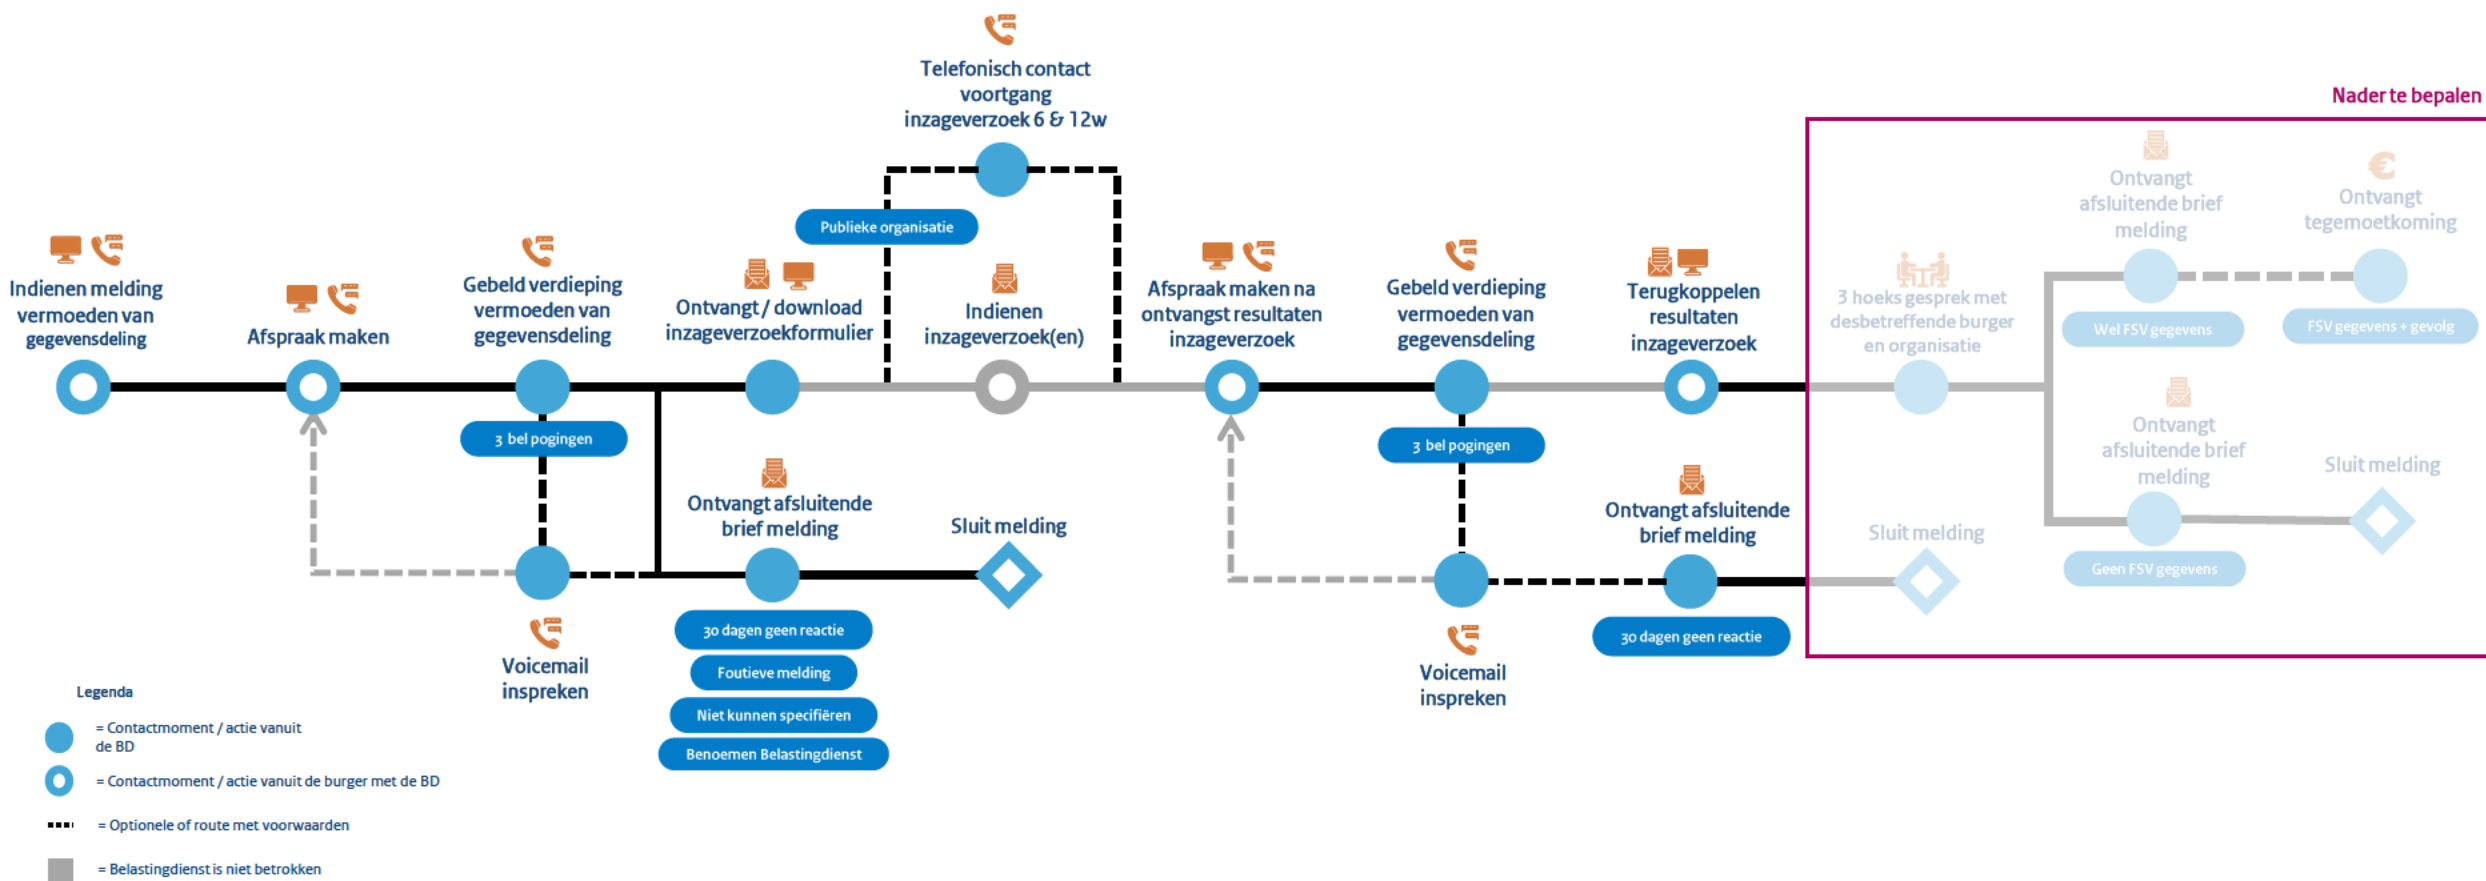 Telefonisch contact
voortgang
inzageverzoek 6 & 12w
Nader te bepalen
Publieke organisatie
Indienen melding
vermoeden van
gegevensdeling
Afspraak maken
Gebeld verdieping
vermoeden van
gegevensdeling
Ontvangt / download
inzageverzoekformulier
Indienen
inzageverzoek(en)
Afspraak maken na
ontvangst resultaten
inzageverzoek
Gebeld verdieping
vermoeden van
gegevensdeling
Terugkoppelen
resultaten
inzageverzoek
3 hoeks gesprek met
desbetreffende burger
en organisatie
Ontvangt
afsluitende brief
melding
Wel FSV gegevens
Ontvangt
tegemoetkoming
FSV gegevens + gevolg
3 bel pogingen
Ontvangt afsluitende
brief melding
Sluit melding
3 bel pogingen
Ontvangt afsluitende
brief melding
Sluit melding
Ontvangt
afsluitende brief
melding
Sluit melding
Geen FSV gegevens
Voicemail
inspreken
30 dagen geen reactie
Foutieve melding
Niet kunnen specifiëren
Benoemen Belastingdienst
Voicemail
inspreken
30 dagen geen reactie
Legenda
= Contactmoment / actie vanuit
de BD
= Contactmoment / actie vanuit de burger met de BD
= Optionele of route met voorwaarden
= Belastingdienst is niet betrokken